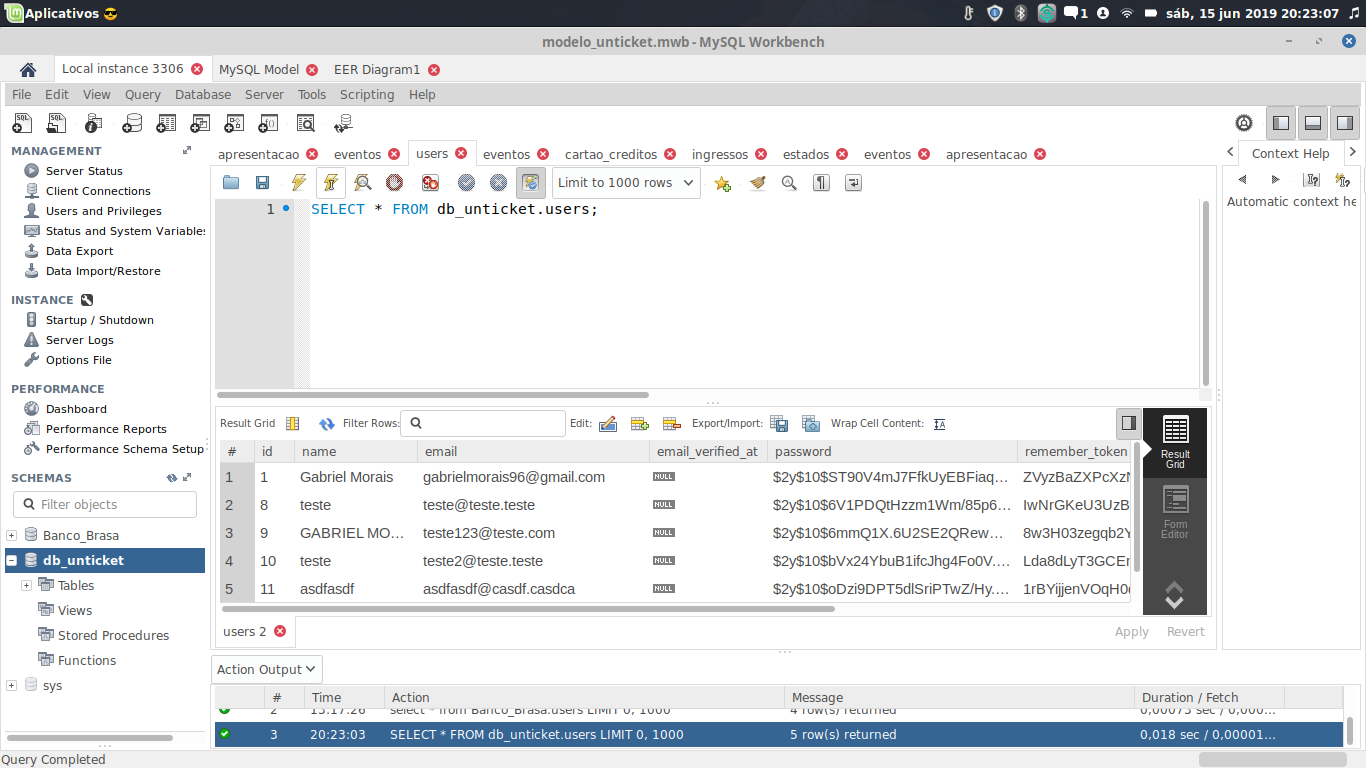 Aplicativos 😎
1
sáb, 15 jun 2019 20:23:07
modelo_unticket.mwb - MySQL Workbench
Local instance 3306 MySQL Model EER Diagram1
File Edit View Query Database Server Tools Scripting Help
MANAGEMENT
Server Status
Client Connections
Users and Privileges
Status and System Variables
Data Export
Data Import/Restore
INSTANCE
Startup / Shutdown
Server Logs
Options File
PERFORMANCE
Dashboard
Performance Reports
Performance Schema Setup
SCHEMAS
Filter objects
Banco_Brasa
db_unticket
Tables
Views
Stored Procedures
Functions
sys
apresentacao eventos users eventos cartao_creditos ingressos estados eventos apresentacao
Limit to 1000 rows
1 SELECT * FROM db_unticket.users;
Context Help
Automatic context he
Result Grid Filter Rows: Edit: Export/Import: Wrap Cell Content:
# id name email email_verified_at password remember_token
1 1 Gabriel Morais gabrielmorais96@gmail.com NULL $2y$10$ST90V4mJ7FfkUyEBFiaq… ZVyzBaZXPcXzN
2 8 teste teste@teste.teste NULL $2y$10$6V1PDQtHzzm1Wm/85p6… IwNrGKeU3UzB
3 9 GABRIEL MO… teste123@teste.com NULL $2y$10$6mmQ1X.6U2SE2QRew… 8w3H03zegqb2Y
4 10 teste teste2@teste.teste NULL $2y$10$bVx24YbuB1ifcJhg4Fo0V.… Lda8dLyT3GCEr
5 11 asdfasdf asdfasdf@casdf.casdca NULL $2y$10$oDzi9DPT5dlSriPTwZ/Hy.… 1rBYijjenVOqH0
Result
Grid
Form
Editor
users 2
Apply Revert
Action Output
# Time Action Message Duration / Fetch
2 13:17:26 select * from Banco_Brasa.users LIMIT 0, 1000 4 row(s) returned 0,00073 sec / 0,000…
3 20:23:03 SELECT * FROM db_unticket.users LIMIT 0, 1000 5 row(s) returned 0,018 sec / 0,00001…
Query Completed